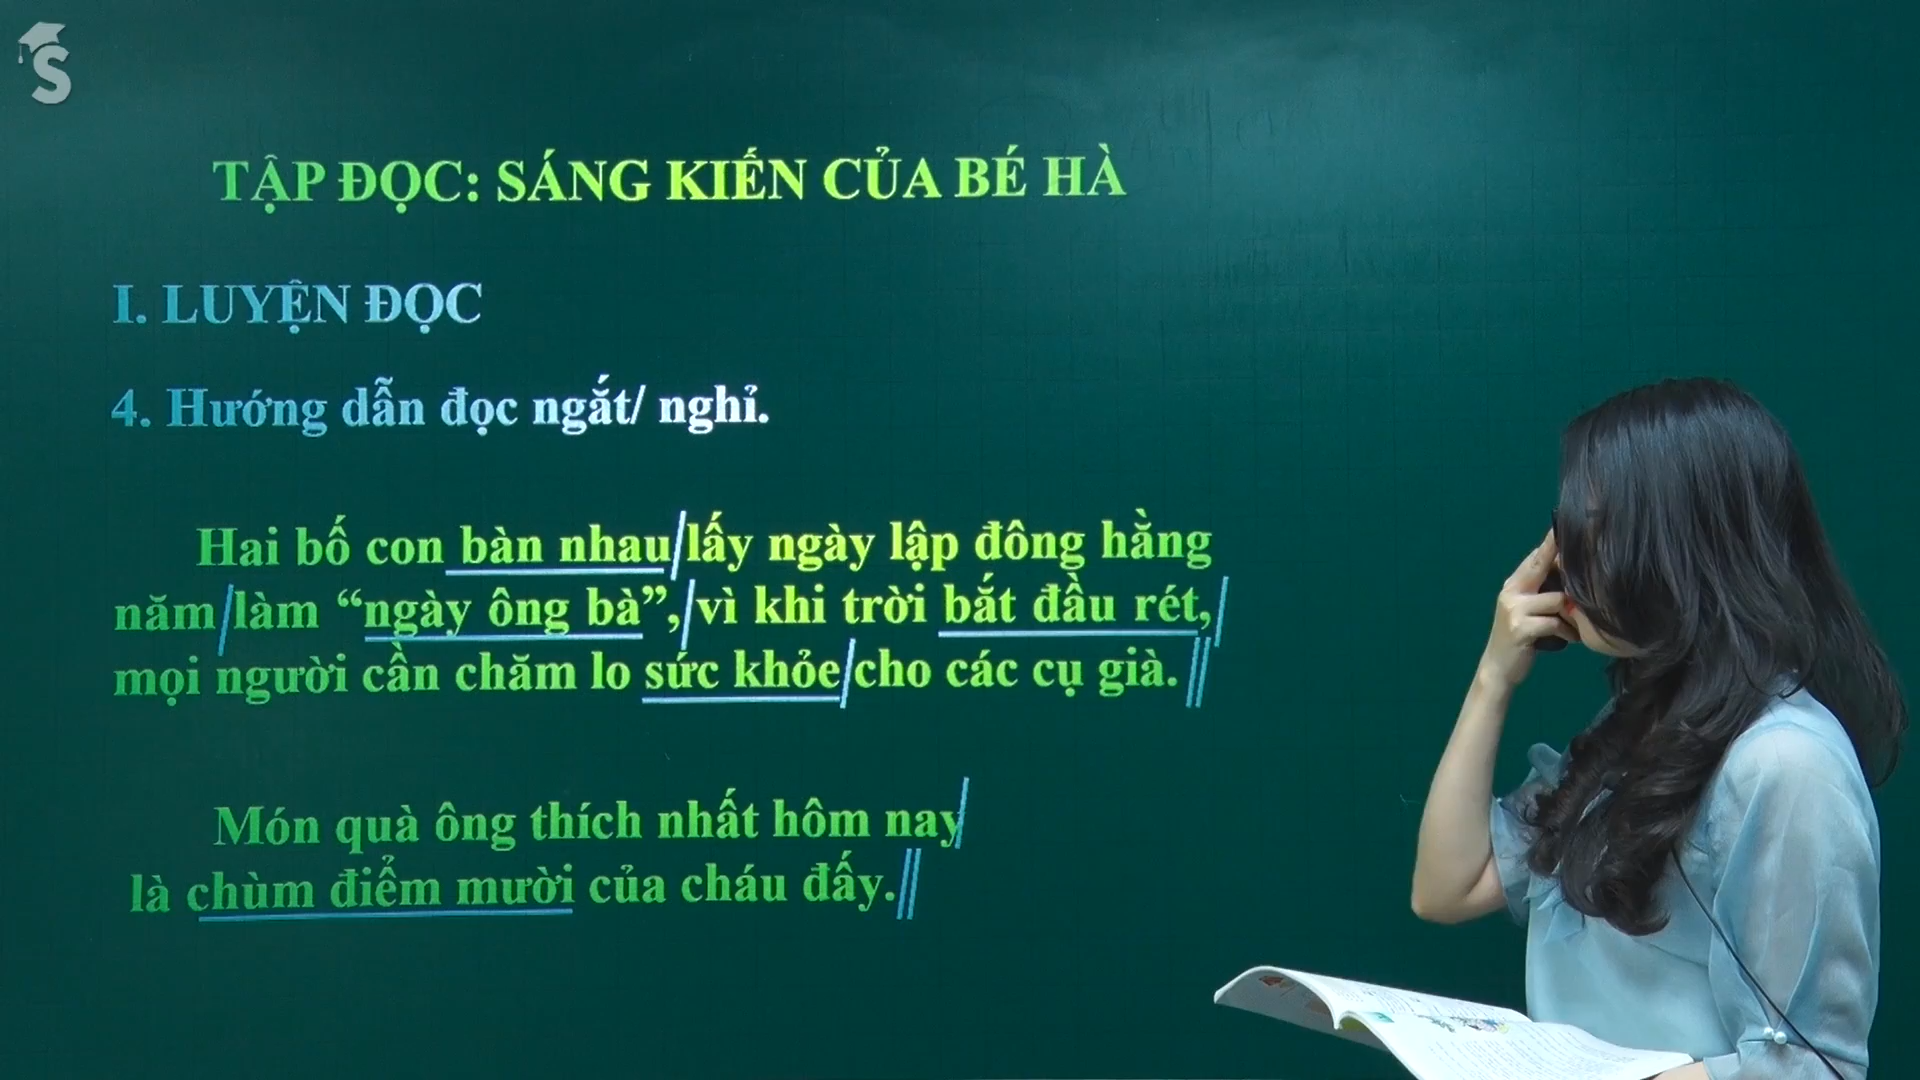 S
TẬP ĐỌC: SÁNG KIẾN CỦA BÉ HÀ
I. LUYỆN ĐỌC
4. Hướng dẫn đọc ngắt/ nghỉ.
Hai bố con bàn nhau/lấy ngày lập đông hằng
năm/làm “ngày ông bà”,/vì khi trời bắt đầu rét,/
mọi người cần chăm lo sức khỏe/cho các cụ già.//
Món quà ông thích nhất hôm nay/
là chùm điểm mười của cháu đấy.//